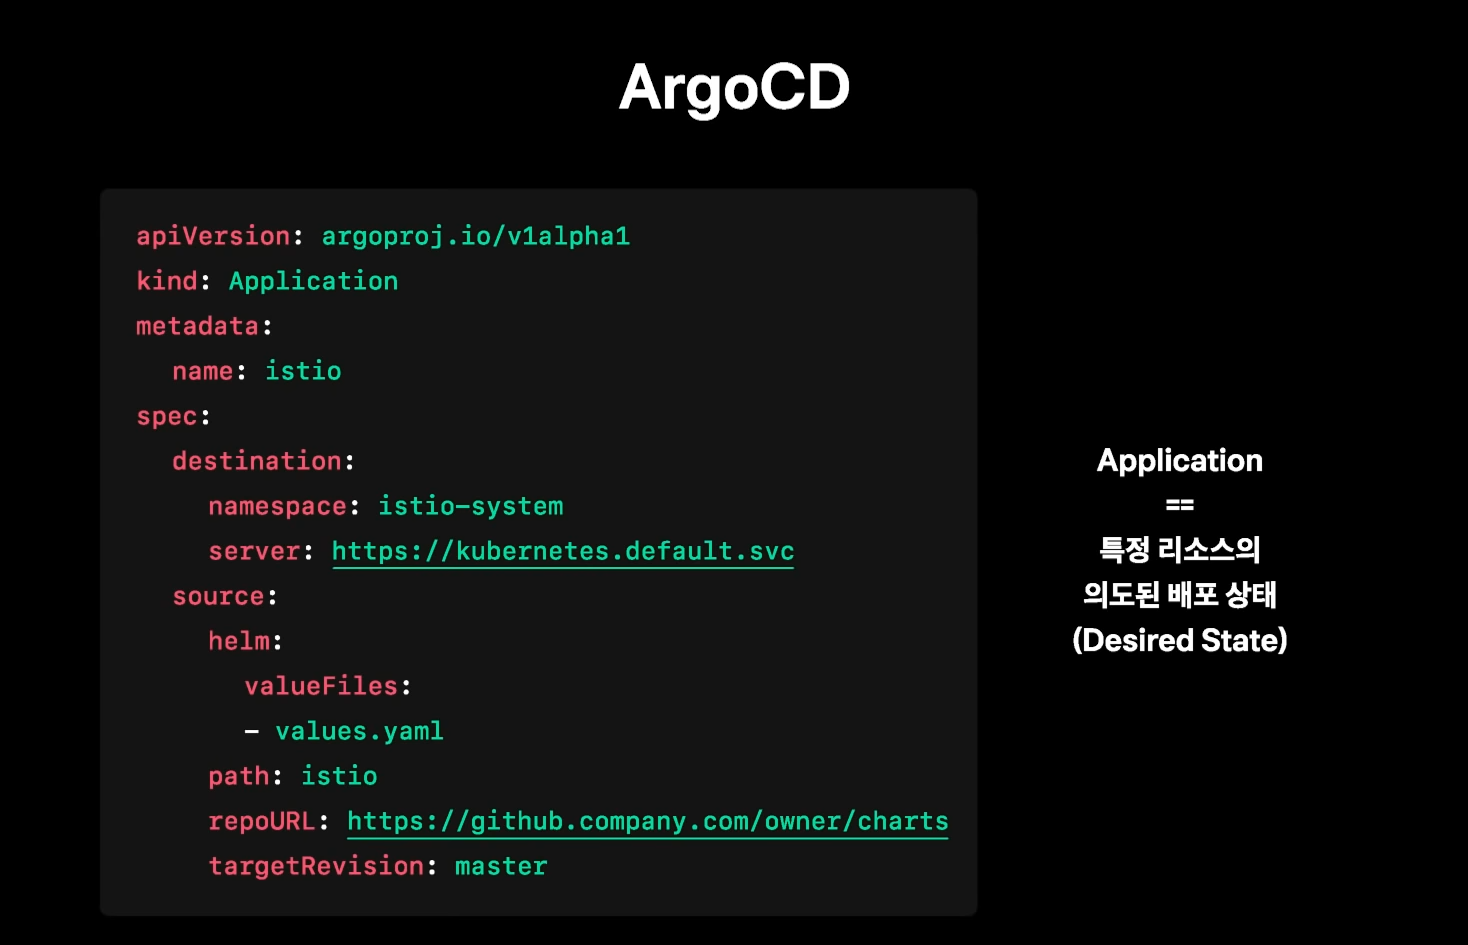 ArgoCD
apiVersion: argoproj.io/v1alpha1
kind: Application
metadata:
  name: istio
spec:
  destination:
    namespace: istio-system
    server: https://kubernetes.default.svc
  source:
    helm:
      valueFiles:
      - values.yaml
    path: istio
    repoURL: https://github.company.com/owner/charts
    targetRevision: master
Application
==
특정 리소스의
의도된 배포 상태
(Desired State)